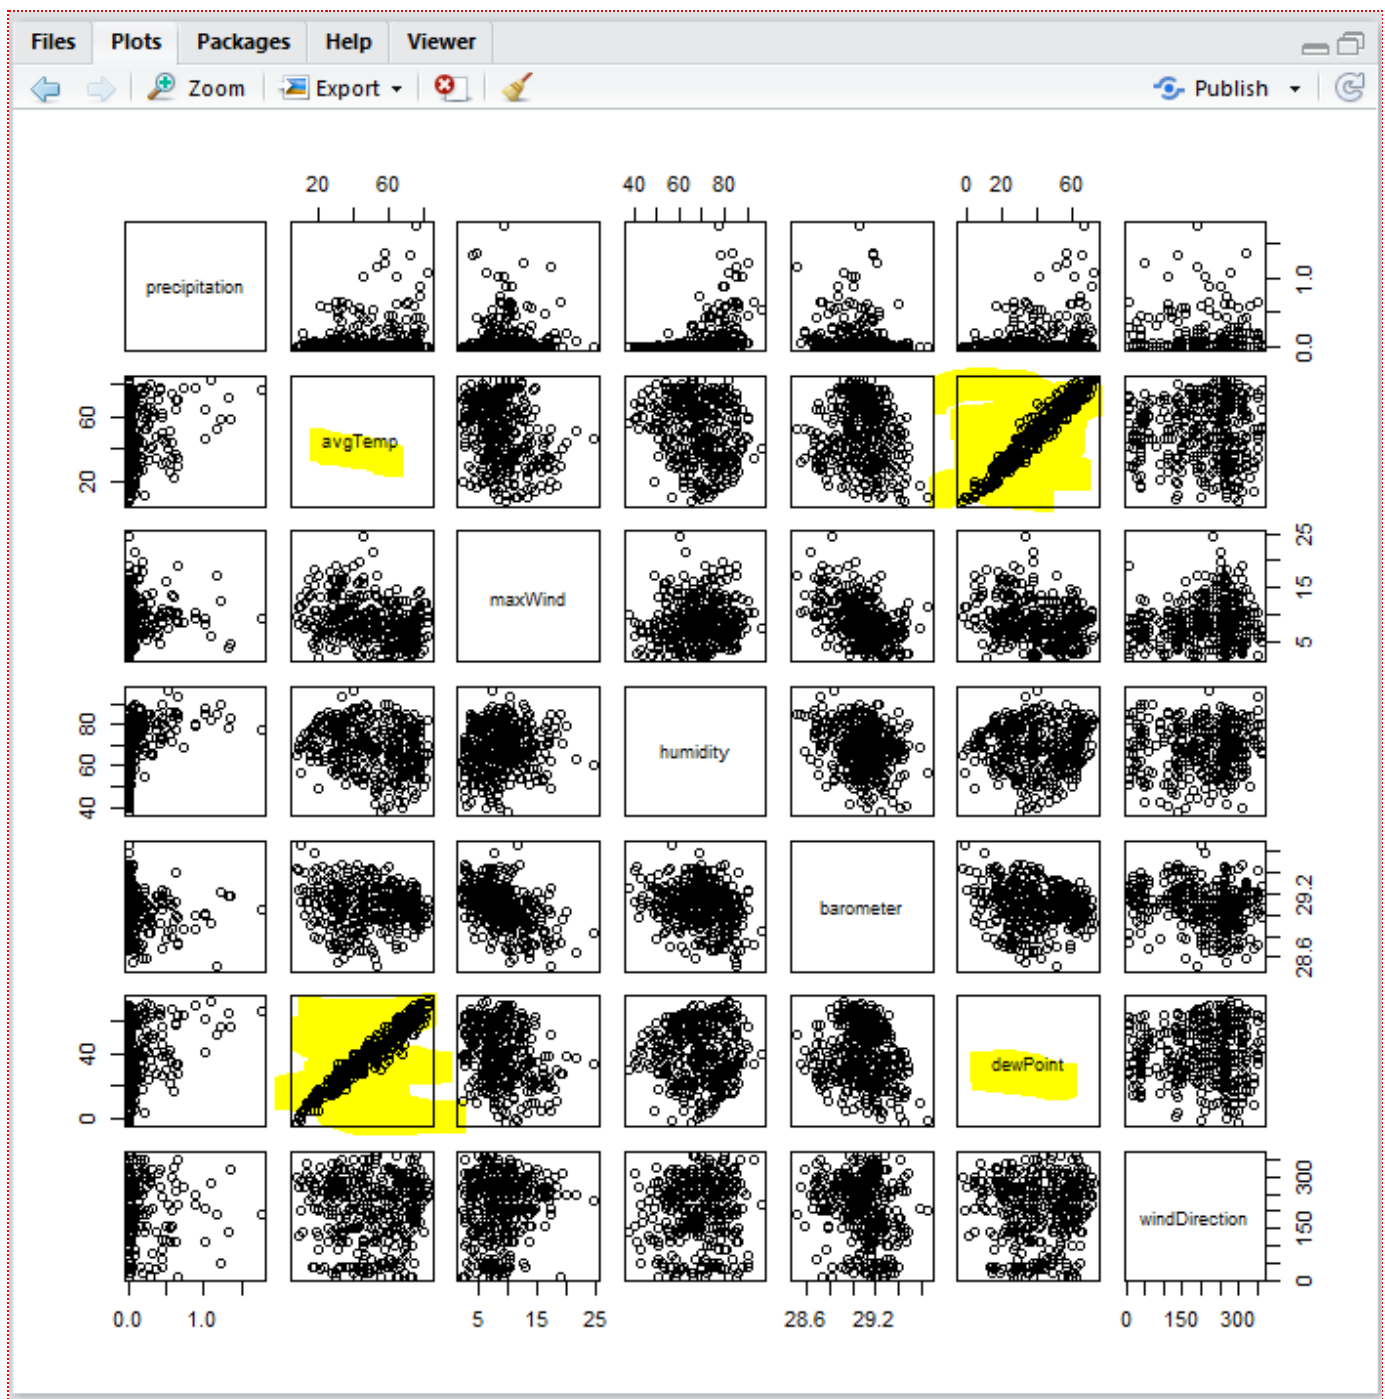 Files Plots Packages Help Viewer
Zoom Export Publish
20 60 40 60 80 0 20 60
precipitation
0.0 1.0
avgTemp
20 60
maxWind
5 15 25
humidity
40 60 80
barometer
28.6 29.2
dewPoint
0 40
windDirection
0 150 300
0.0 1.0 5 15 25 28.6 29.2 0 150 300